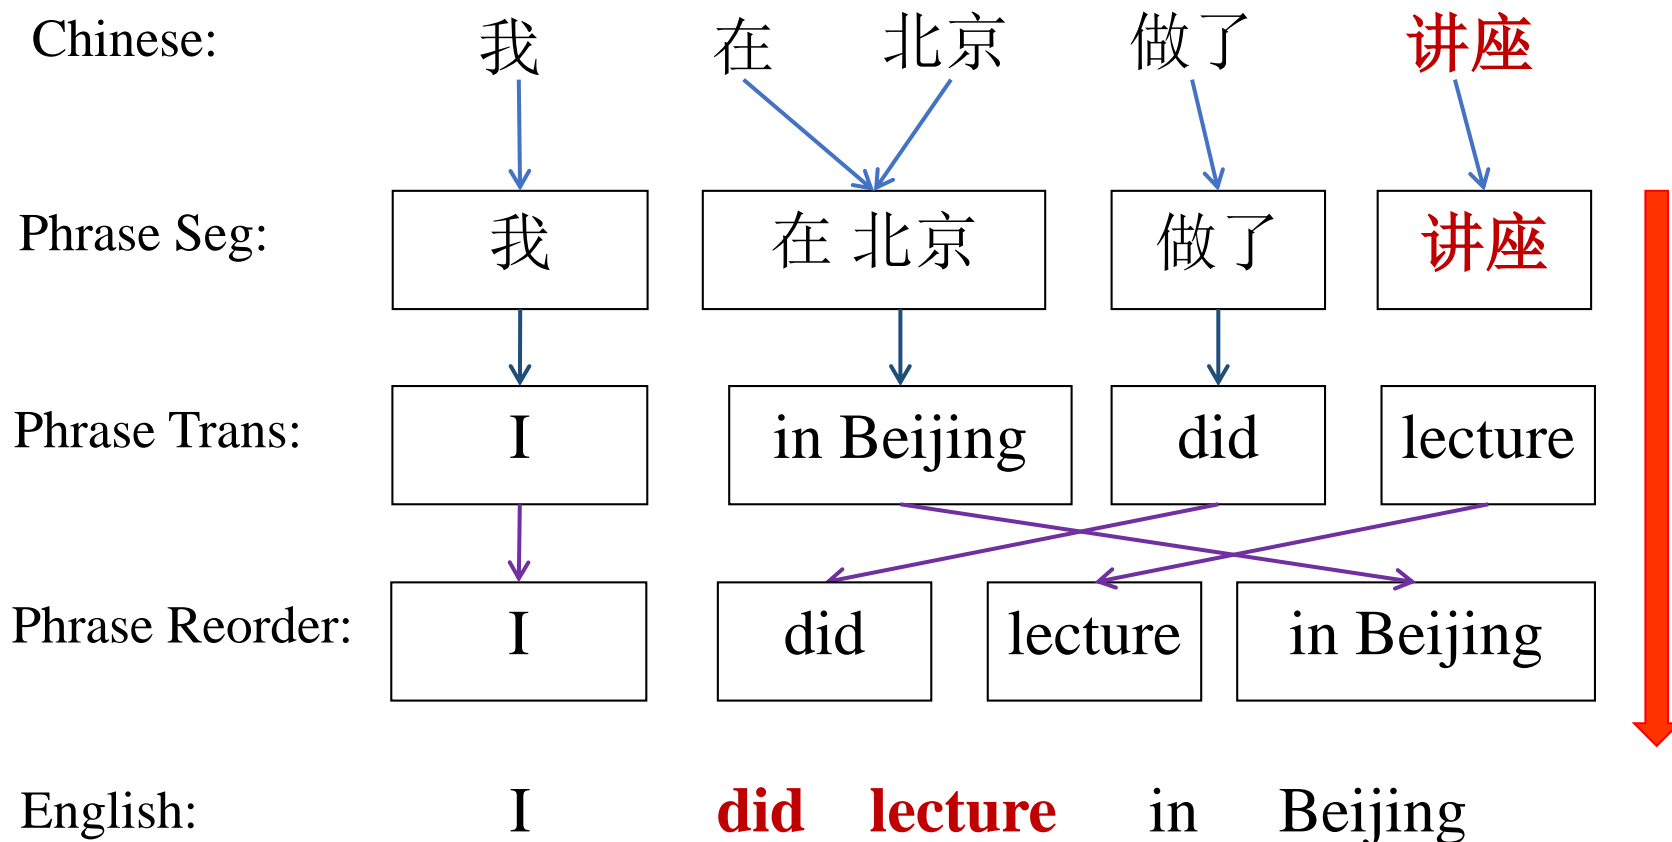 Chinese: 我 在 北京 做了 讲座
Phrase Seg: 我 在 北京 做了 讲座
Phrase Trans: I in Beijing did lecture
Phrase Reorder: I did lecture in Beijing
English: I did lecture in Beijing